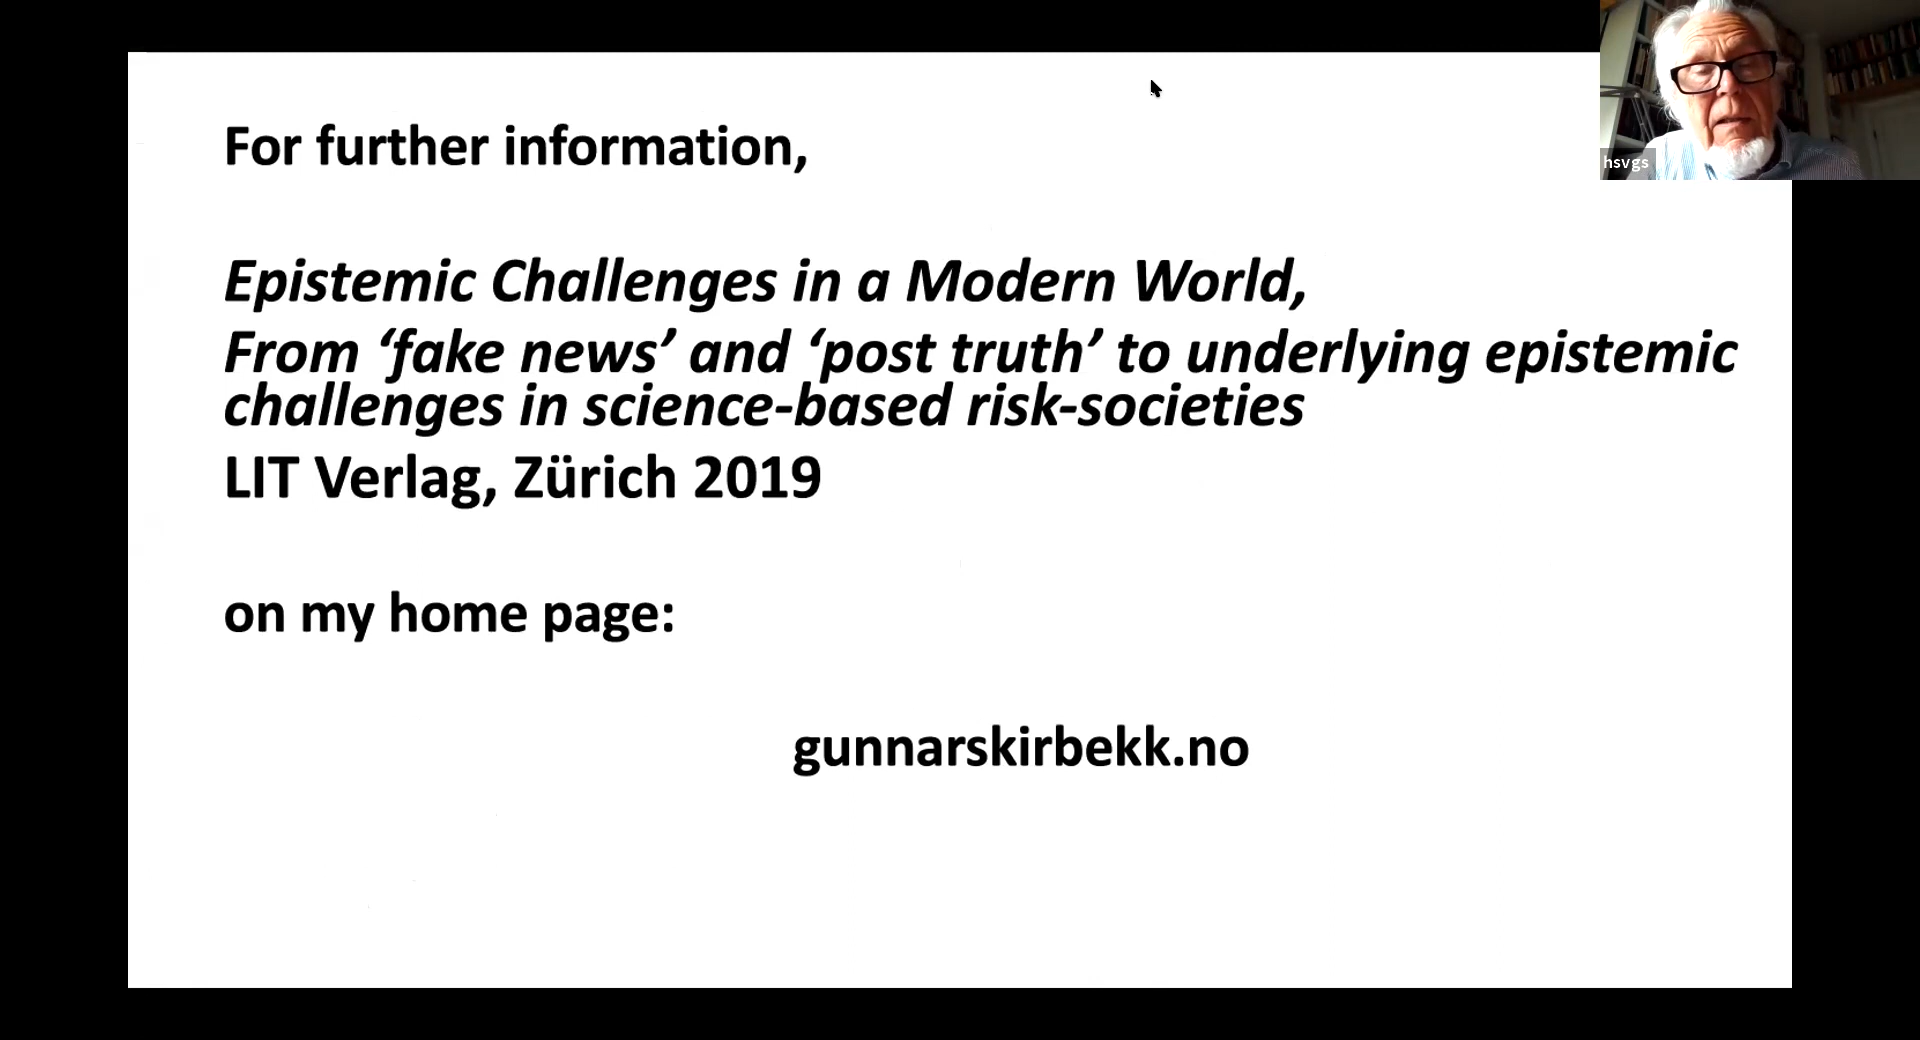 For further information,
Epistemic Challenges in a Modern World,
From ‘fake news’ and ‘post truth’ to underlying epistemic
challenges in science-based risk-societies
LIT Verlag, Zürich 2019
on my home page:
gunnarskirbekk.no
hsvgs